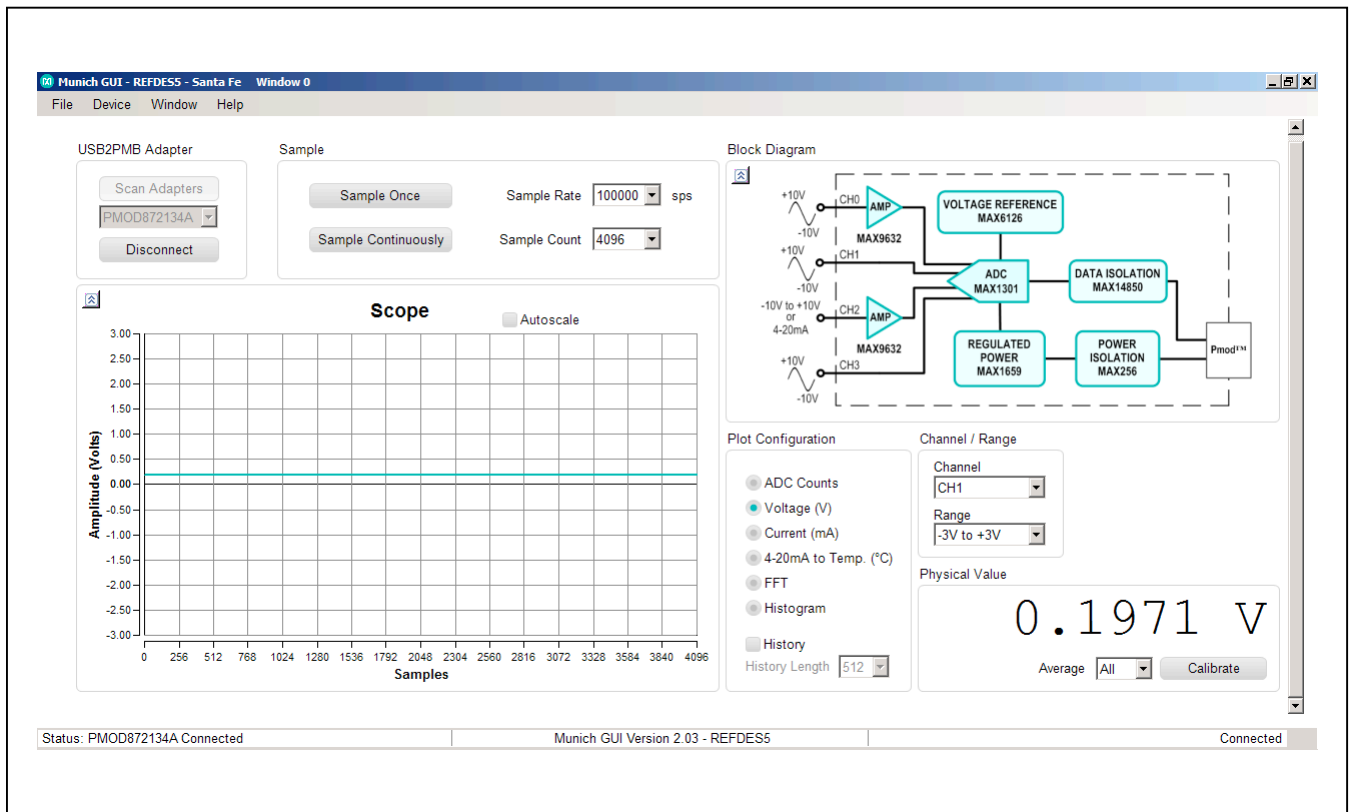 Munich GUI - REFDES5 - Santa Fe Window 0
File Device Window Help
USB2PMB Adapter
Scan Adapters
PMOD872134A
Disconnect
Sample
Sample Once
Sample Rate 100000 sps
Sample Continuously
Sample Count 4096
Block Diagram
+10V
-10V
CH0
AMP
MAX9632
VOLTAGE REFERENCE
MAX6126
+10V
-10V
CH1
ADC
MAX1301
DATA ISOLATION
MAX14850
-10V to +10V
or
4-20mA
CH2
AMP
MAX9632
REGULATED
POWER
MAX1659
POWER
ISOLATION
MAX256
Pmod™
+10V
-10V
CH3
Scope
Autoscale
Amplitude (Volts)
3.00
2.50
2.00
1.50
1.00
0.50
0.00
-0.50
-1.00
-1.50
-2.00
-2.50
-3.00
0 256 512 768 1024 1280 1536 1792 2048 2304 2560 2816 3072 3328 3584 3840 4096
Samples
Plot Configuration
ADC Counts
Voltage (V)
Current (mA)
4-20mA to Temp. (°C)
FFT
Histogram
History
History Length 512
Channel / Range
Channel
CH1
Range
-3V to +3V
Physical Value
0.1971 V
Average All Calibrate
Status: PMOD872134A Connected
Munich GUI Version 2.03 - REFDES5
Connected